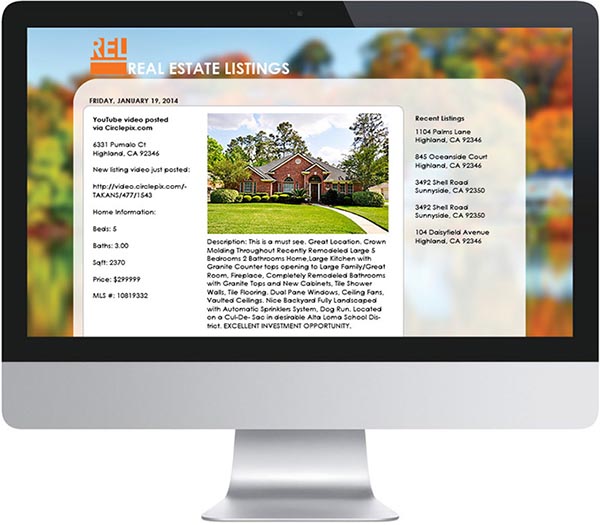 REL
REAL ESTATE LISTINGS
FRIDAY, JANUARY 19, 2014
YouTube video posted
via Circlepix.com
6331 Pumalo Ct
Highland, CA 92346
New listing video just posted:
http://video.circlepix.com/-
TAKANS/477/1543
Home Information:
Beds: 5
Baths: 3.00
Sqft: 2370
Price: $299999
MLS #: 10819332
Description: This is a must see. Great Location, Crown
Molding Throughout Recently Remodeled Large 5
Bedrooms 2 Bathrooms Home,Large Kitchen with
Granite Counter tops opening to Large Family/Great
Room, Fireplace, Completely Remodeled Bathrooms
with Granite Tops and New Cabinets, Tile Shower
Walls, Tile Flooring, Dual Pane Windows, Ceiling Fans,
Vaulted Ceilings. Nice Backyard Fully Landscaped
with Automatic Sprinklers System, Dog Run. Located
on a Cul-De- Sac in desirable Alta Loma School Dis-
trict. EXCELLENT INVESTMENT OPPORTUNITY.
Recent Listings
1104 Palms Lane
Highland, CA 92346
845 Oceanside Court
Highland, CA 92346
3492 Shell Road
Sunnyside, CA 92350
3492 Shell Road
Sunnyside, CA 92350
104 Daisyfield Avenue
Highland, CA 92346